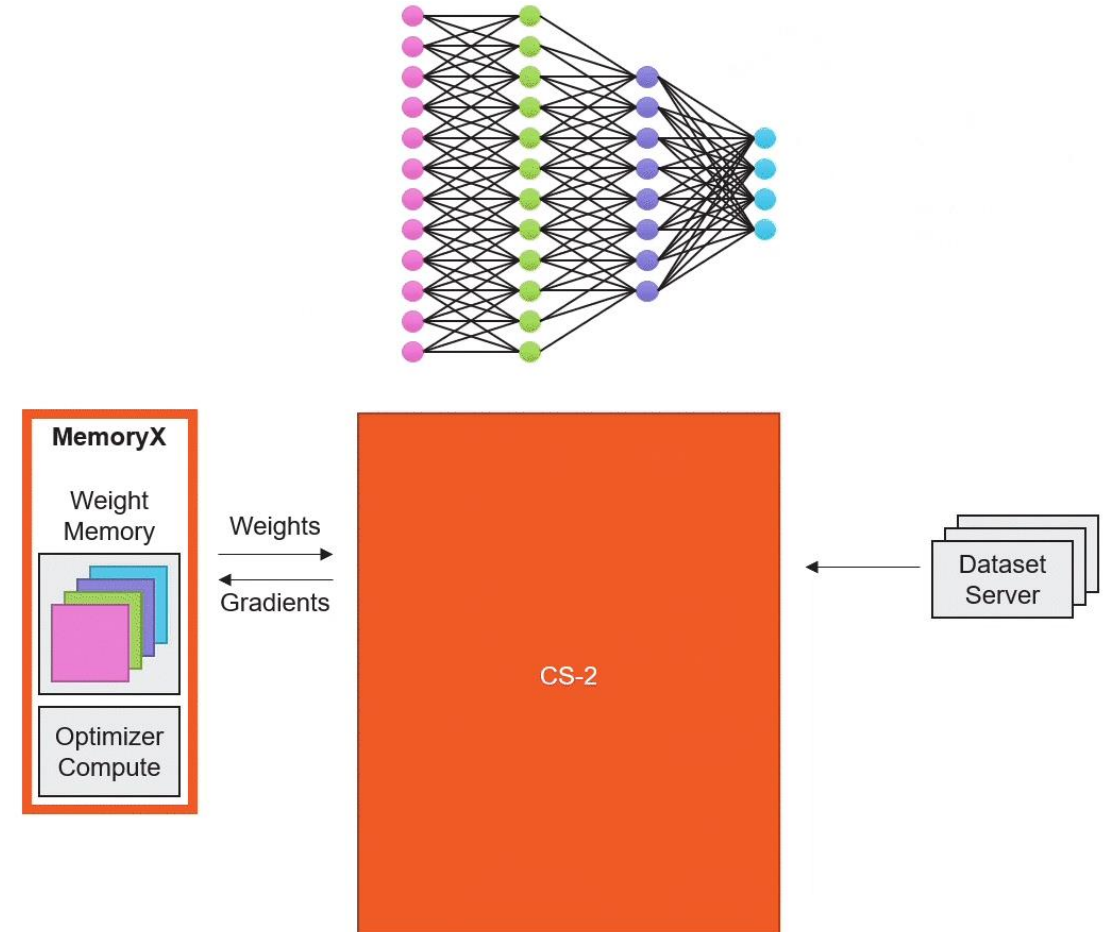 MemoryX
Weight
Memory
Optimizer
Compute
Weights
Gradients
CS-2
Dataset
Server